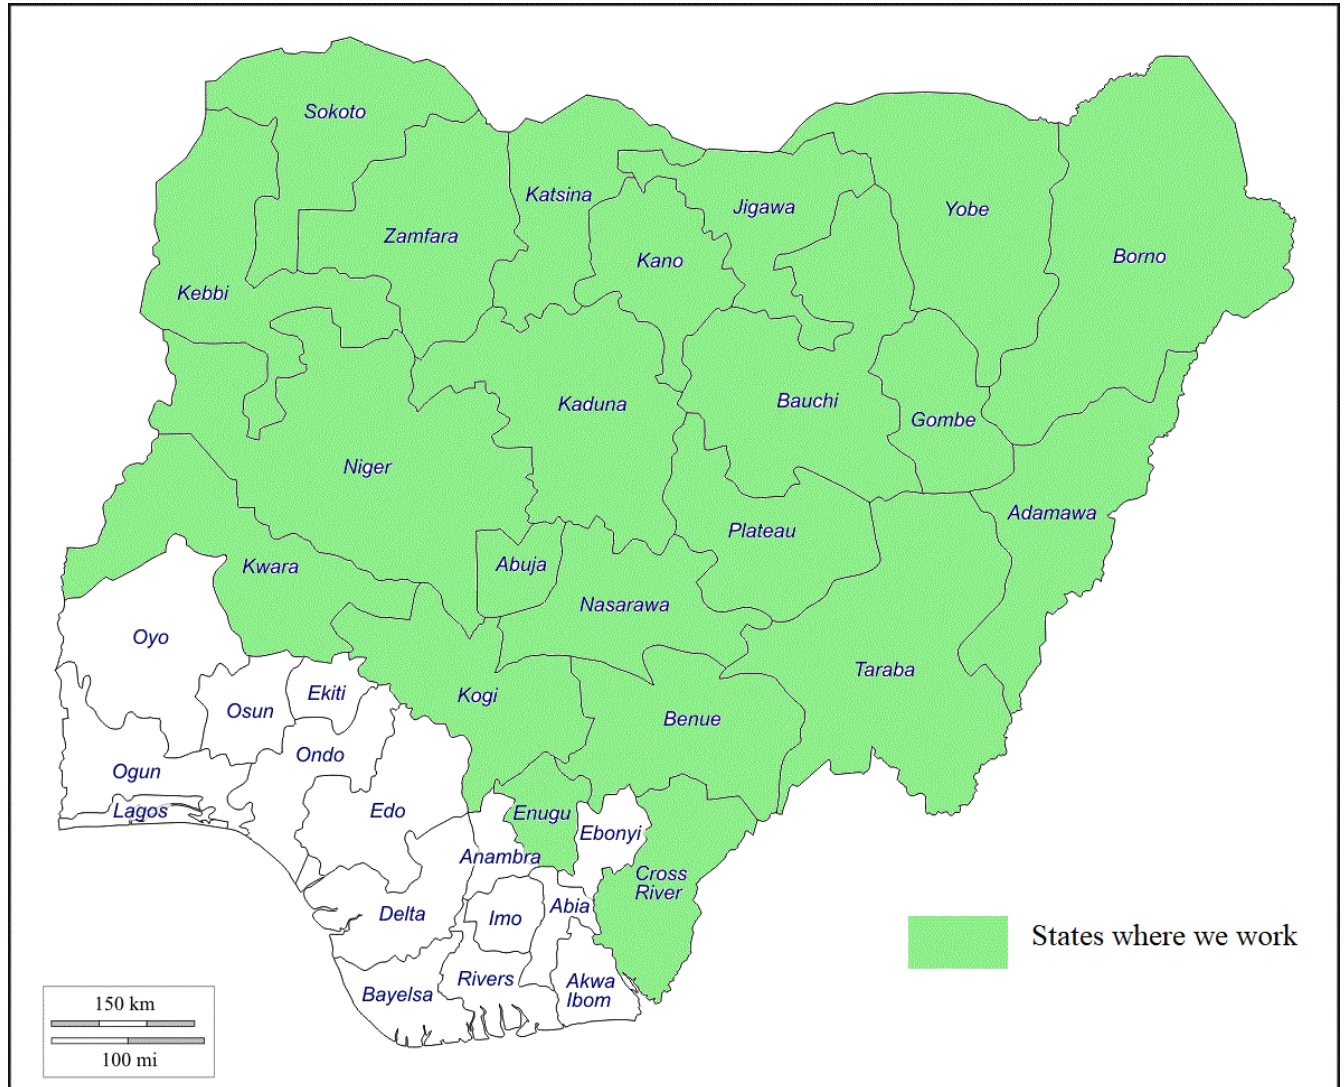 Sokoto
Katsina
Jigawa
Yobe
Zamfara
Kano
Borno
Kebbi
Kaduna
Bauchi
Gombe
Niger
Adamawa
Plateau
Kwara
Abuja
Nasarawa
Oyo
Taraba
Ekiti
Kogi
Osun
Benue
Ondo
Ogun
Lagos
Edo
Enugu
Ebonyi
Anambra
Cross
River
Delta
Imo
Abia
States where we work
Rivers
Akwa
Ibom
Bayelsa
150 km
100 mi